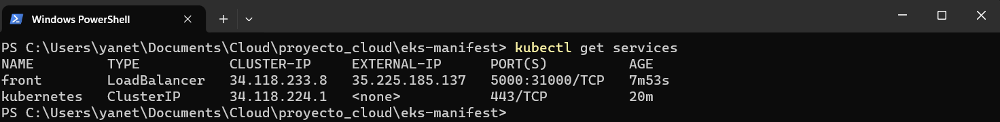 Windows PowerShell
PS C:\Users\yanet\Documents\Cloud\proyecto_cloud\eks-manifest> kubectl get services
NAME TYPE CLUSTER-IP EXTERNAL-IP PORT(S) AGE
front LoadBalancer 34.118.233.8 35.225.185.137 5000:31000/TCP 7m53s
kubernetes ClusterIP 34.118.224.1 <none> 443/TCP 20m
PS C:\Users\yanet\Documents\Cloud\proyecto_cloud\eks-manifest>